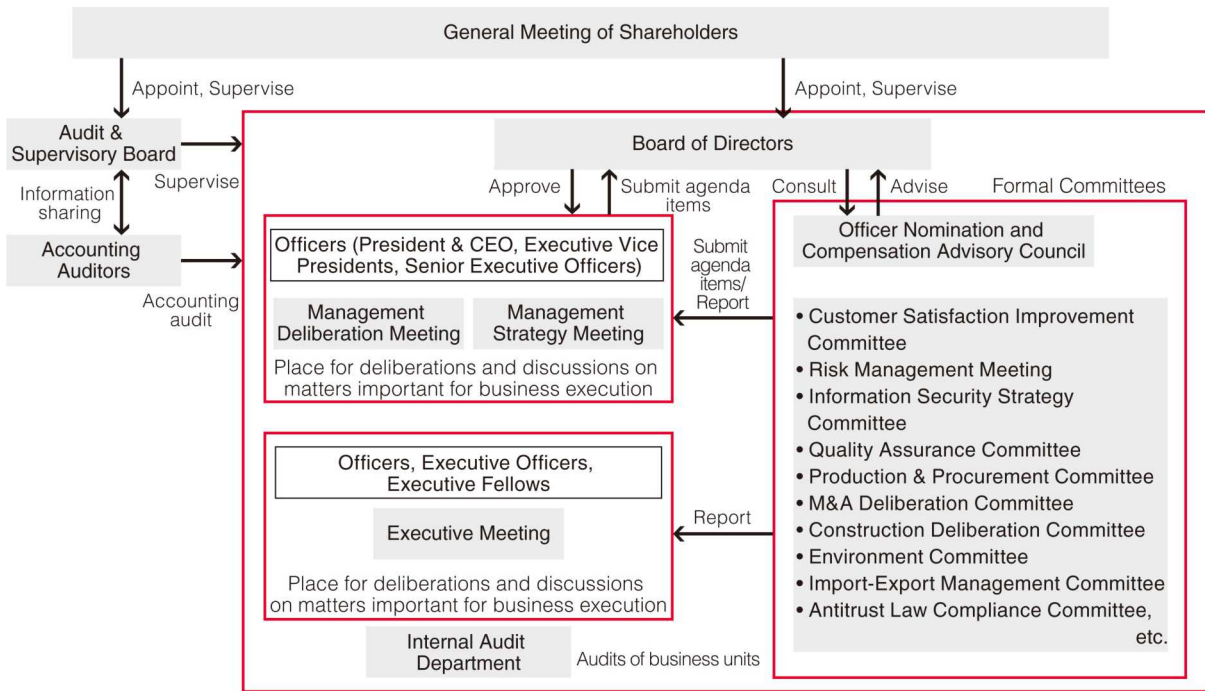 General Meeting of Shareholders
Appoint, Supervise
Appoint, Supervise
Audit &
Supervisory Board
Supervise
Information
sharing
Accounting
Auditors
Accounting
audit
Board of Directors
Approve
Submit agenda
items
Consult
Advise
Formal Committees
Officers (President & CEO, Executive Vice
Presidents, Senior Executive Officers)
Management
Deliberation Meeting
Management
Strategy Meeting
Place for deliberations and discussions on
matters important for business execution
Submit
agenda
items/
Report
Officer Nomination and
Compensation Advisory Council
• Customer Satisfaction Improvement
Committee
• Risk Management Meeting
• Information Security Strategy
Committee
• Quality Assurance Committee
• Production & Procurement Committee
• M&A Deliberation Committee
• Construction Deliberation Committee
• Environment Committee
• Import-Export Management Committee
• Antitrust Law Compliance Committee,
etc.
Officers, Executive Officers,
Executive Fellows
Executive Meeting
Place for deliberations and discussions
on matters important for business execution
Report
Internal Audit
Department
Audits of business units